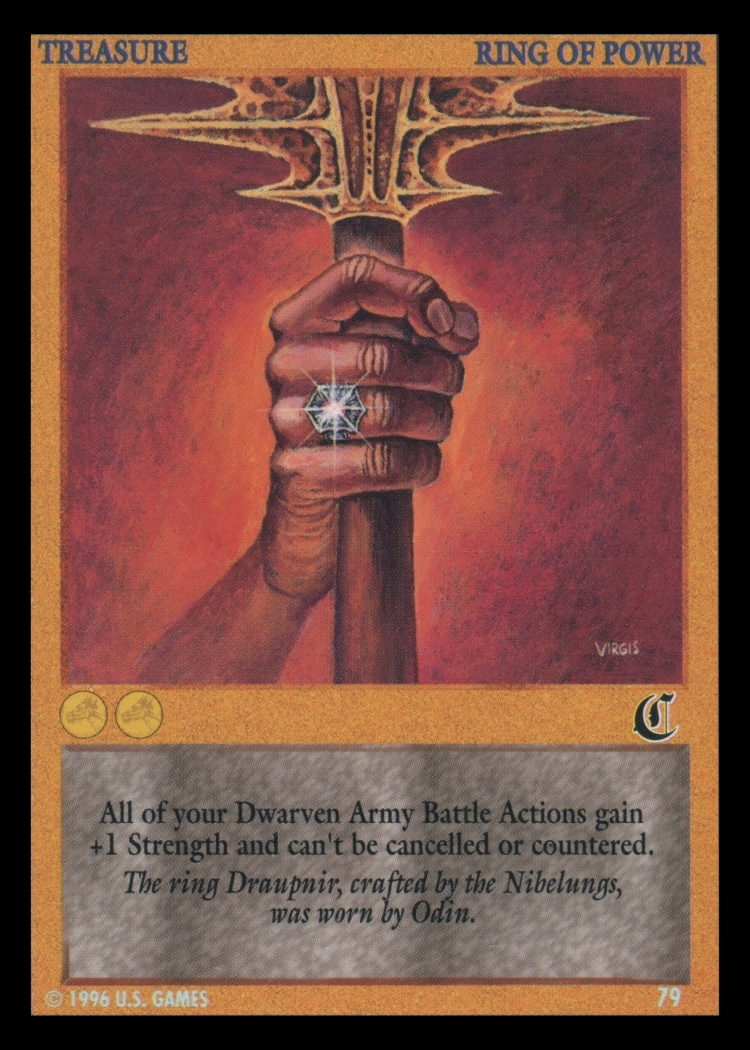 TREASURE RING OF POWER
VIRGIS
C
All of your Dwarven Army Battle Actions gain
+1 Strength and can't be cancelled or countered.
The ring Draupnir, crafted by the Nibelungs,
was worn by Odin.
© 1996 U.S. GAMES 79